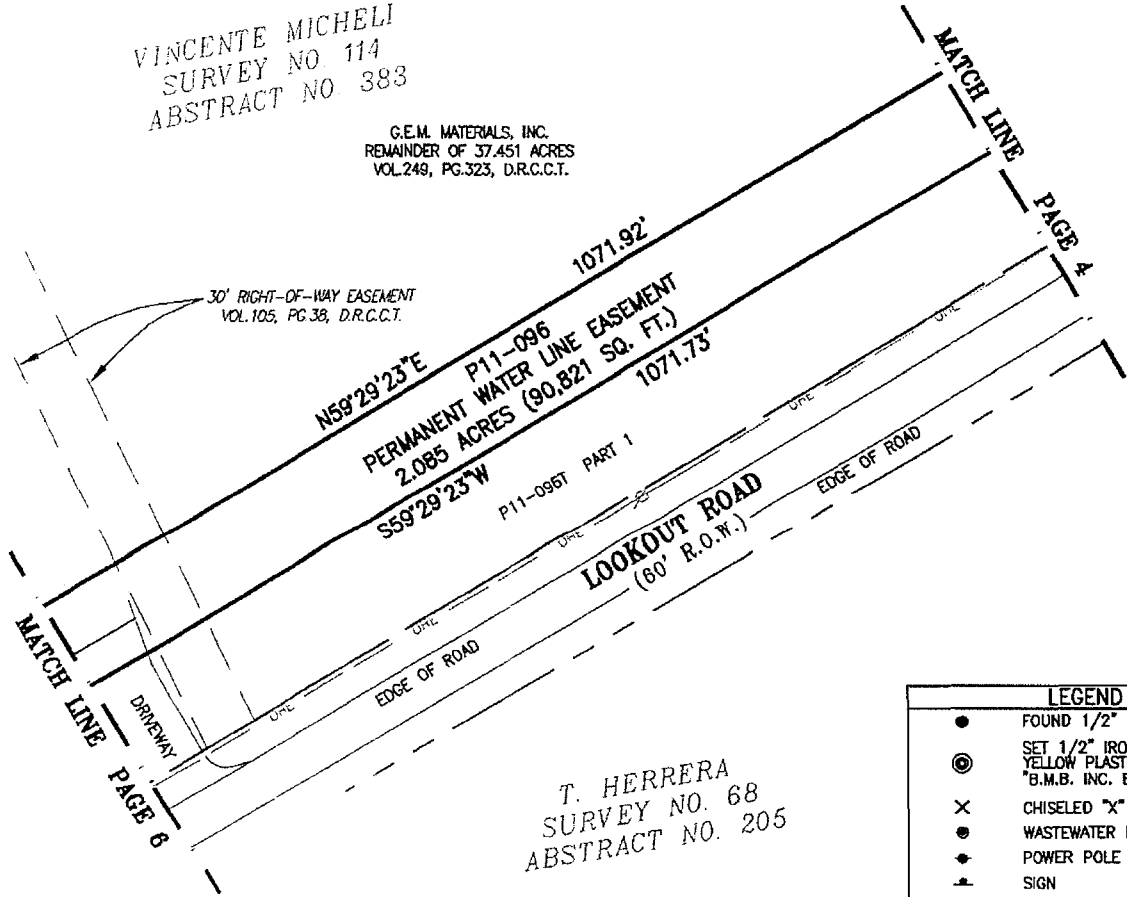 VINCENTE MICHELI
SURVEY NO. 114
ABSTRACT NO. 383
G.E.M. MATERIALS, INC.
REMAINDER OF 37.451 ACRES
VOL.249, PG.323, D.R.C.C.T.
30' RIGHT-OF-WAY EASEMENT
VOL.105, PG.38, D.R.C.C.T.
MATCH LINE PAGE 4
N59°29'23"E
1071.92'
P11-096
PERMANENT WATER LINE EASEMENT
2.085 ACRES (90,821 SQ. FT.)
S59°29'23"W
1071.73'
P11-096T PART 1
OHE
OHE
OHE
OHE
OHE
LOOKOUT ROAD
(60' R.O.W.)
EDGE OF ROAD
EDGE OF ROAD
DRIVEWAY
MATCH LINE PAGE 6
T. HERRERA
SURVEY NO. 68
ABSTRACT NO. 205
LEGEND
FOUND 1/2"
SET 1/2" IRO
YELLOW PLAST
"B.M.B. INC.
CHISELED "X"
WASTEWATER
POWER POLE
SIGN